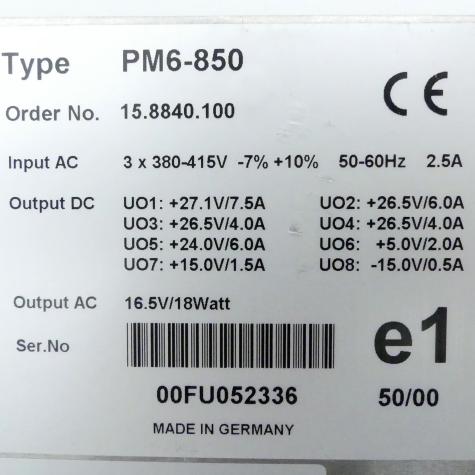 Type PM6-850
CE
Order No. 15.8840.100
Input AC 3 x 380-415V -7% +10% 50-60Hz 2.5A
Output DC UO1: +27.1V/7.5A UO2: +26.5V/6.0A
UO3: +26.5V/4.0A UO4: +26.5V/4.0A
UO5: +24.0V/6.0A UO6: +5.0V/2.0A
UO7: +15.0V/1.5A UO8: -15.0V/0.5A
Output AC 16.5V/18Watt
Ser.No
e1
00FU052336 50/00
MADE IN GERMANY